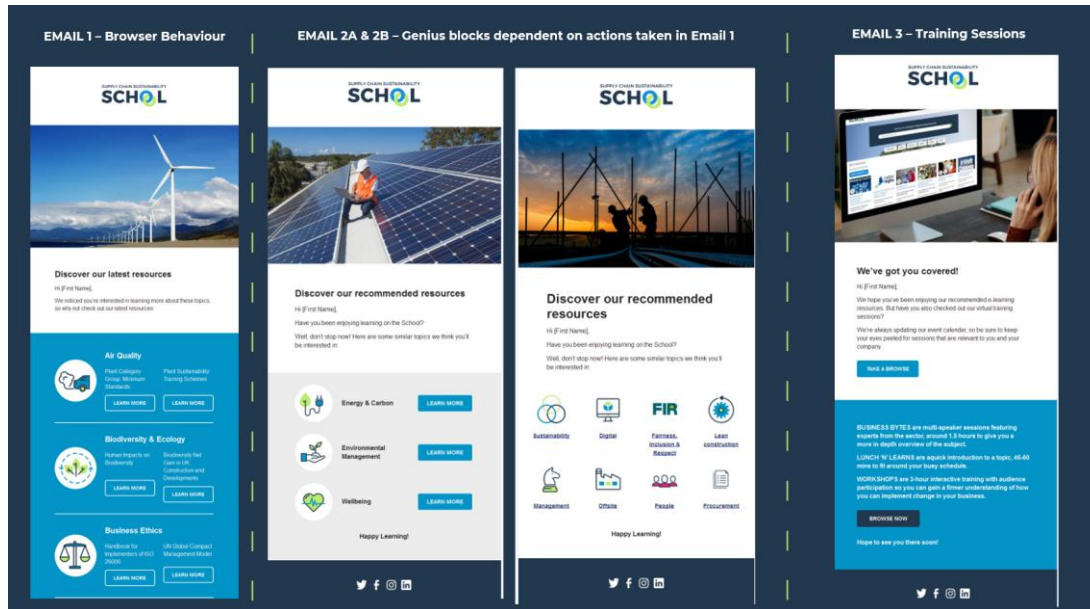 EMAIL 1 – Browser Behaviour
SUPPLY CHAIN SUSTAINABILITY
SCHOOL
Discover our latest resources
Hi [First Name],
We noticed you're interested in learning more about these topics,
so why not check out our latest resources:
Air Quality
Plant Category
Group: Minimum
Standards
LEARN MORE
Plant Sustainability
Training Schemes
LEARN MORE
Biodiversity & Ecology
Human Impacts on
Biodiversity
LEARN MORE
Biodiversity Net
Gain in UK
Construction and
Developments
LEARN MORE
Business Ethics
Handbook for
Implementers of ISO
26000
LEARN MORE
UN Global Compact
Management Model
LEARN MORE
EMAIL 2A & 2B – Genius blocks dependent on actions taken in Email 1
SUPPLY CHAIN SUSTAINABILITY
SCHOOL
Discover our recommended resources
Hi [First Name],
Have you been enjoying learning on the School?
Well, don't stop now! Here are some similar topics we think you'll
be interested in:
Energy & Carbon
LEARN MORE
Environmental
Management
LEARN MORE
Wellbeing
LEARN MORE
Happy Learning!
SUPPLY CHAIN SUSTAINABILITY
SCHOOL
Discover our recommended
resources
Hi [First Name],
Have you been enjoying learning on the School?
Well, don't stop now! Here are some similar topics we think you'll
be interested in:
FIR
Sustainability
Digital
Fairness,
Inclusion &
Respect
Lean
construction
Management
Offsite
People
Procurement
Happy Learning!
EMAIL 3 – Training Sessions
SUPPLY CHAIN SUSTAINABILITY
SCHOOL
We've got you covered!
Hi [First Name],
We hope you've been enjoying our recommended e-learning
resources. But have you also checked out our virtual training
sessions?
We're always updating our event calendar, so be sure to keep
your eyes peeled for sessions that are relevant to you and your
company.
TAKE A BROWSE
BUSINESS BYTES are multi-speaker sessions featuring
experts from the sector, around 1.5 hours to give you a
more in depth overview of the subject.
LUNCH 'N' LEARNS are aquick introduction to a topic, 45-60
mins to fit around your busy schedule.
WORKSHOPS are 3-hour interactive training with audience
participation so you can gain a firmer understanding of how
you can implement change in your business.
BROWSE NOW
Hope to see you there soon!